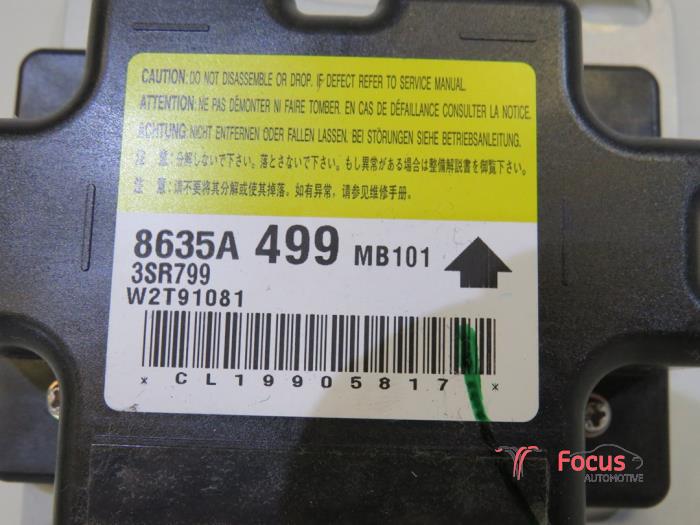 CAUTION: DO NOT DISASSEMBLE OR DROP. IF DEFECT REFER TO SERVICE MANUAL.
ATTENTION: NE PAS DÉMONTER NI FAIRE TOMBER. EN CAS DE DÉFAILLANCE CONSULTER LA NOTICE.
ACHTUNG: NICHT ENTFERNEN ODER FALLEN LASSEN. BEI STÖRUNGEN SIEHE BETRIEBSANLEITUNG.
注 意:分解しないで下さい。落とさないで下さい。もし異常がある場合は整備解説書を御覧下さい。
注 意:请不要将其分解或使其掉落。如有异常,请参见维修手册。
8635A 499 MB101
3SR799
W2T91081
* CL19905817 *
Focus
AUTOMOTIVE